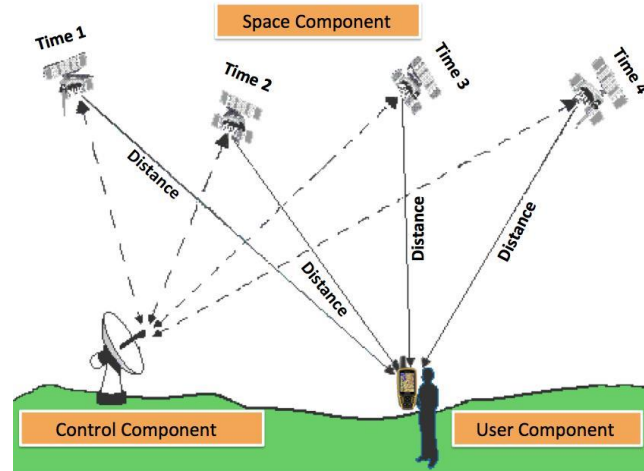 Space Component
Time 1
Time 2
Time 3
Time 4
Distance
Distance
Distance
Distance
Control Component
User Component